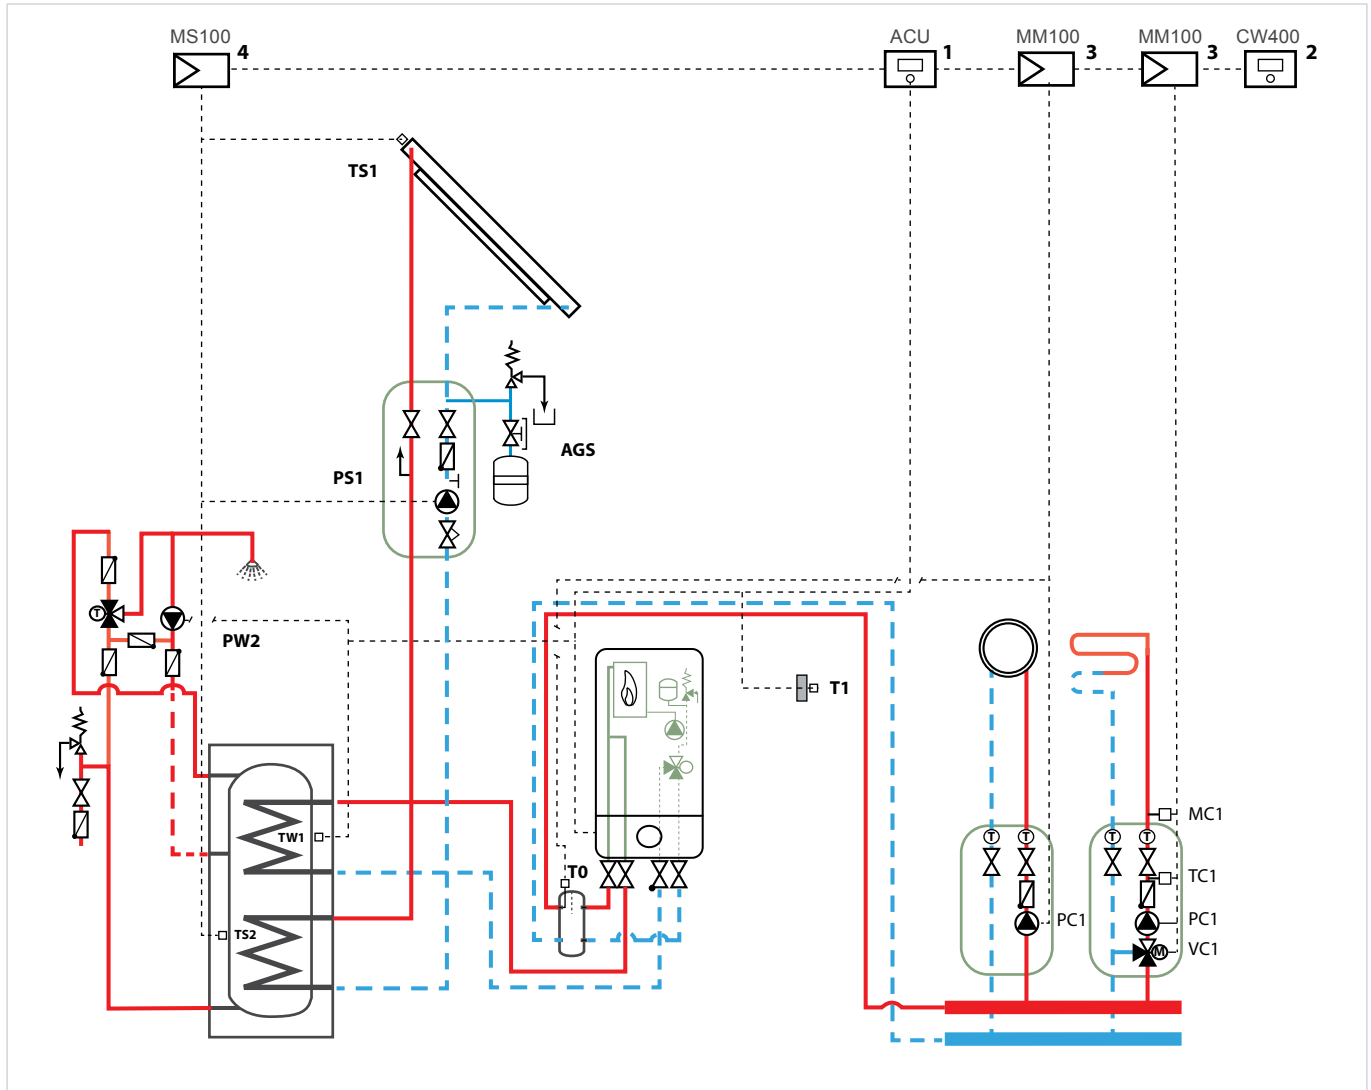 MS100 4
ACU 1
MM100 3
MM100 3
CW400 2
TS1
AGS
PS1
T
PW2
T1
TW1
T0
TS2
MC1
T T T T
TC1
PC1
PC1
VC1
M